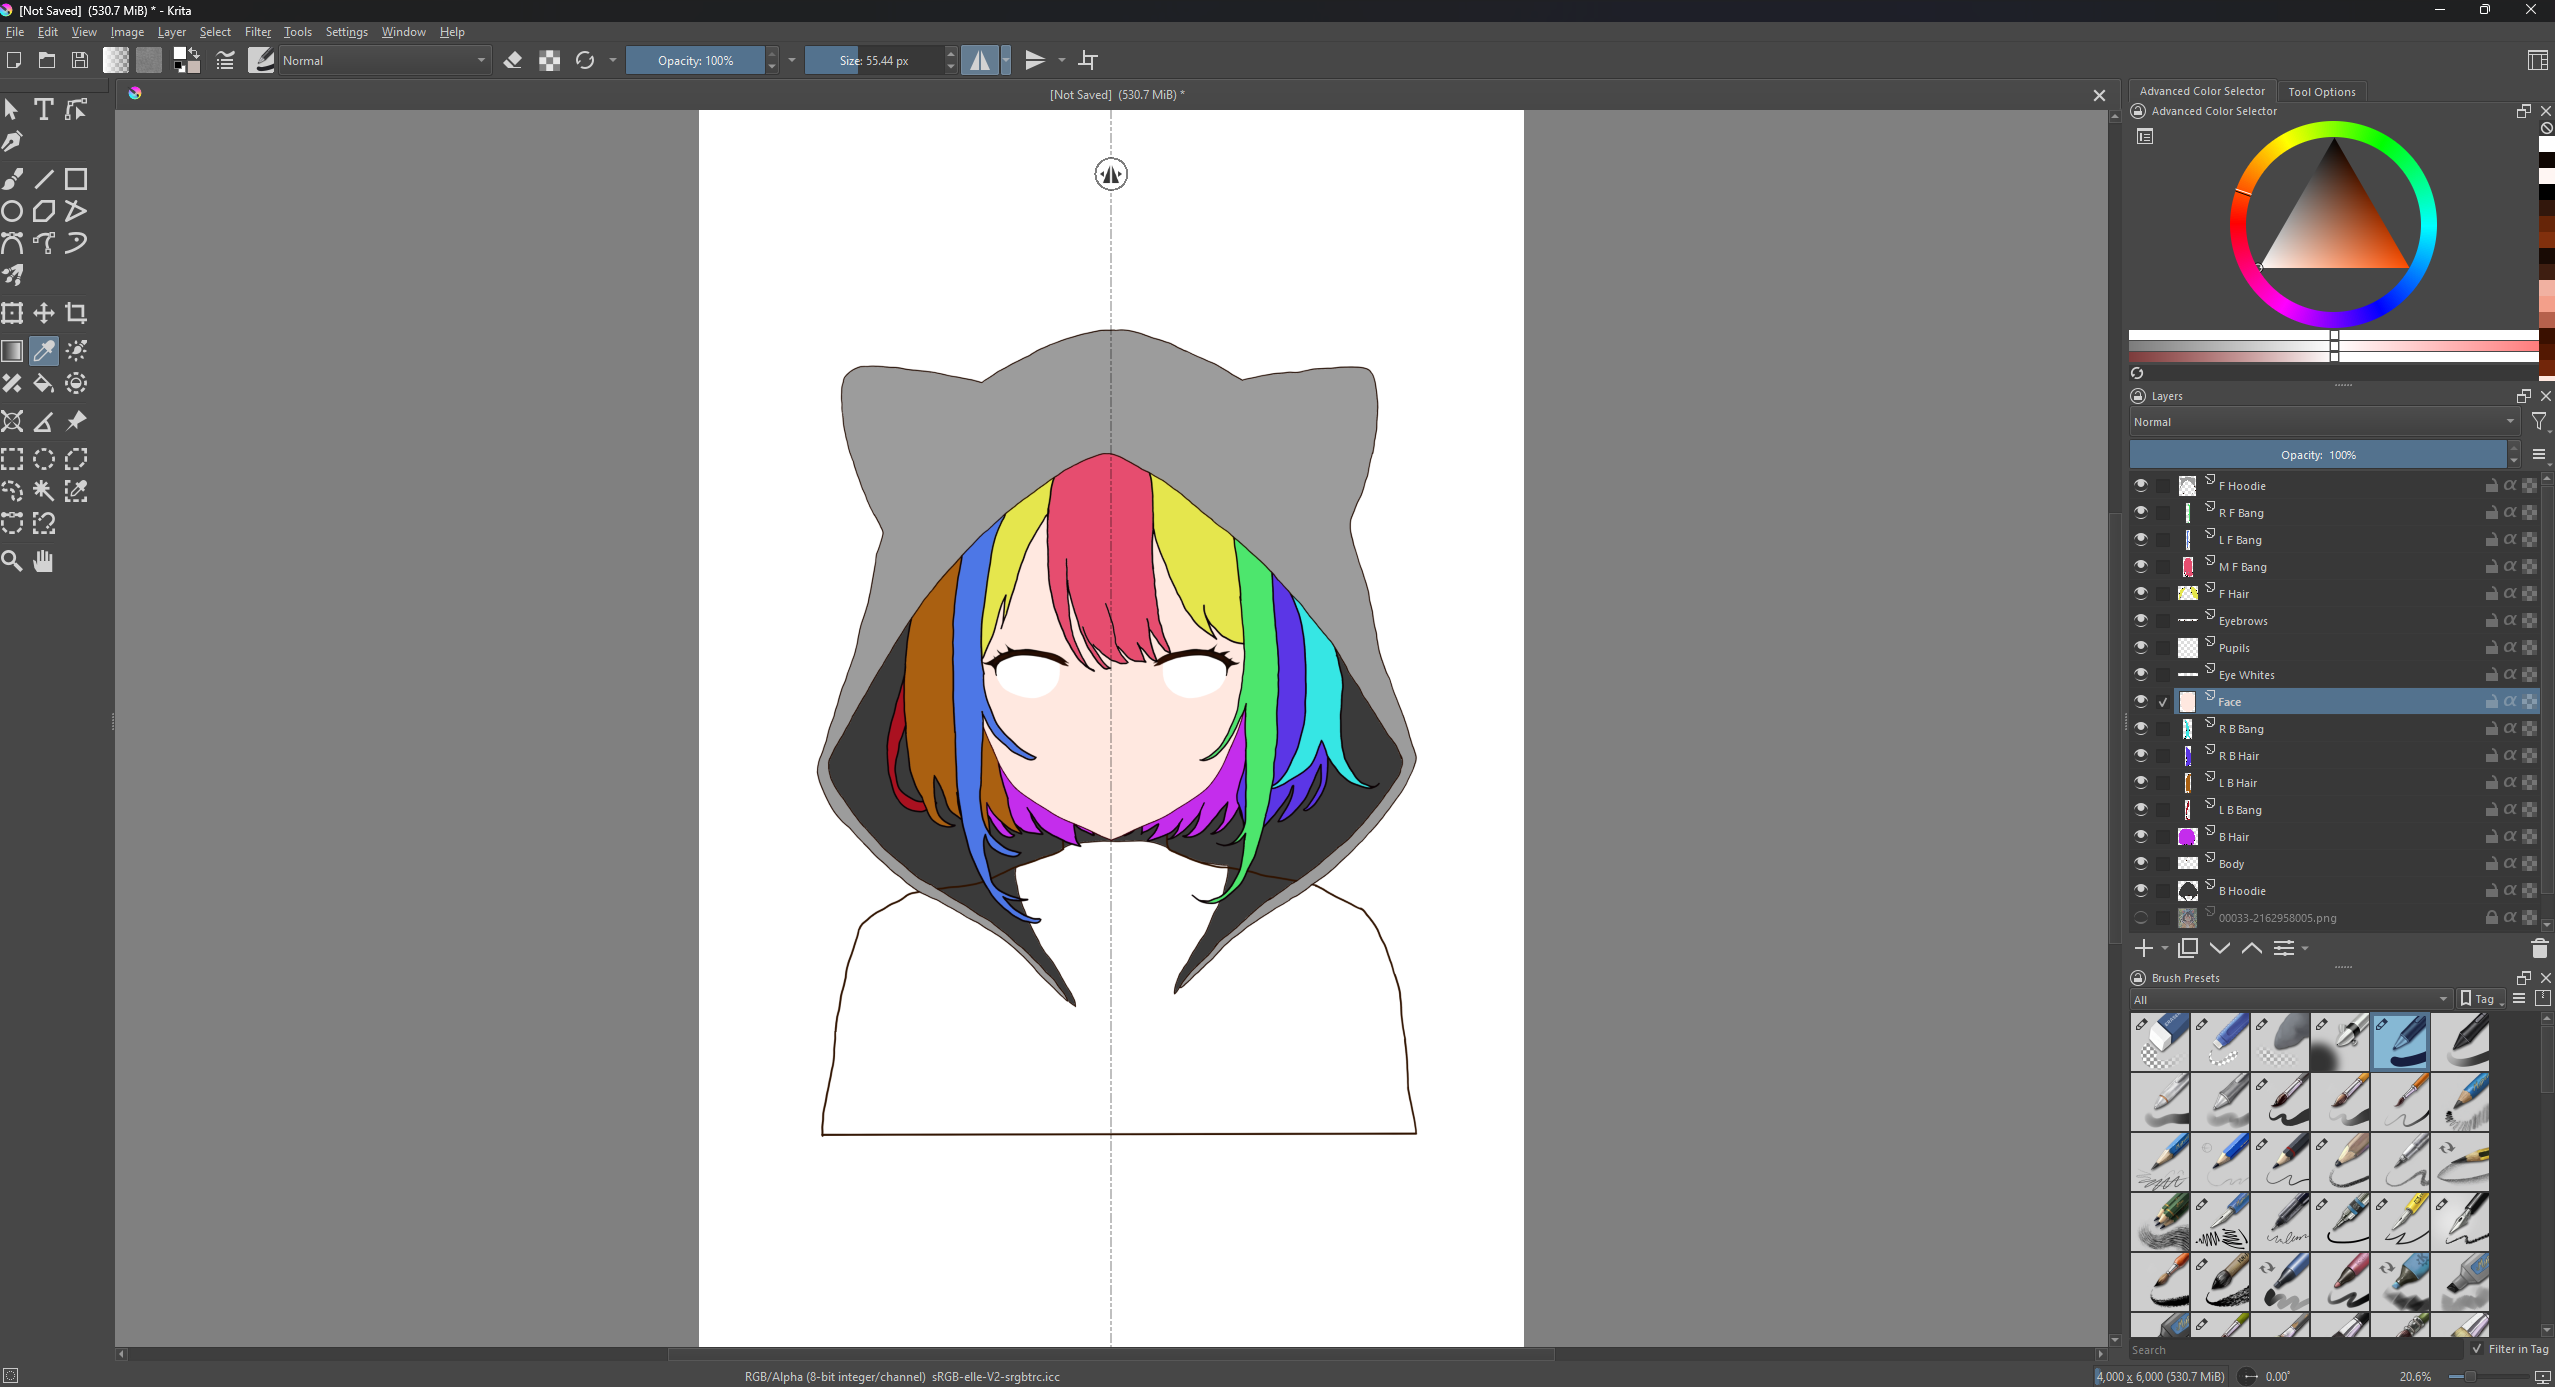 [Not Saved] (530.7 MiB) * - Krita
File Edit View Image Layer Select Filter Tools Settings Window Help
Normal
Opacity: 100%
Size: 55.44 px
[Not Saved] (530.7 MiB) *
Advanced Color Selector
Tool Options
Advanced Color Selector
Layers
Normal
Opacity: 100%
F Hoodie
R F Bang
L F Bang
M F Bang
F Hair
Eyebrows
Pupils
Eye Whites
Face
R B Bang
R B Hair
L B Hair
L B Bang
B Hair
Body
B Hoodie
00033-2162958005.png
Brush Presets
All
Tag
Search
Filter in Tag
RGB/Alpha (8-bit integer/channel) sRGB-elle-V2-srgbtrc.icc
4,000 x 6,000 (530.7 MiB)
0.00°
20.6%